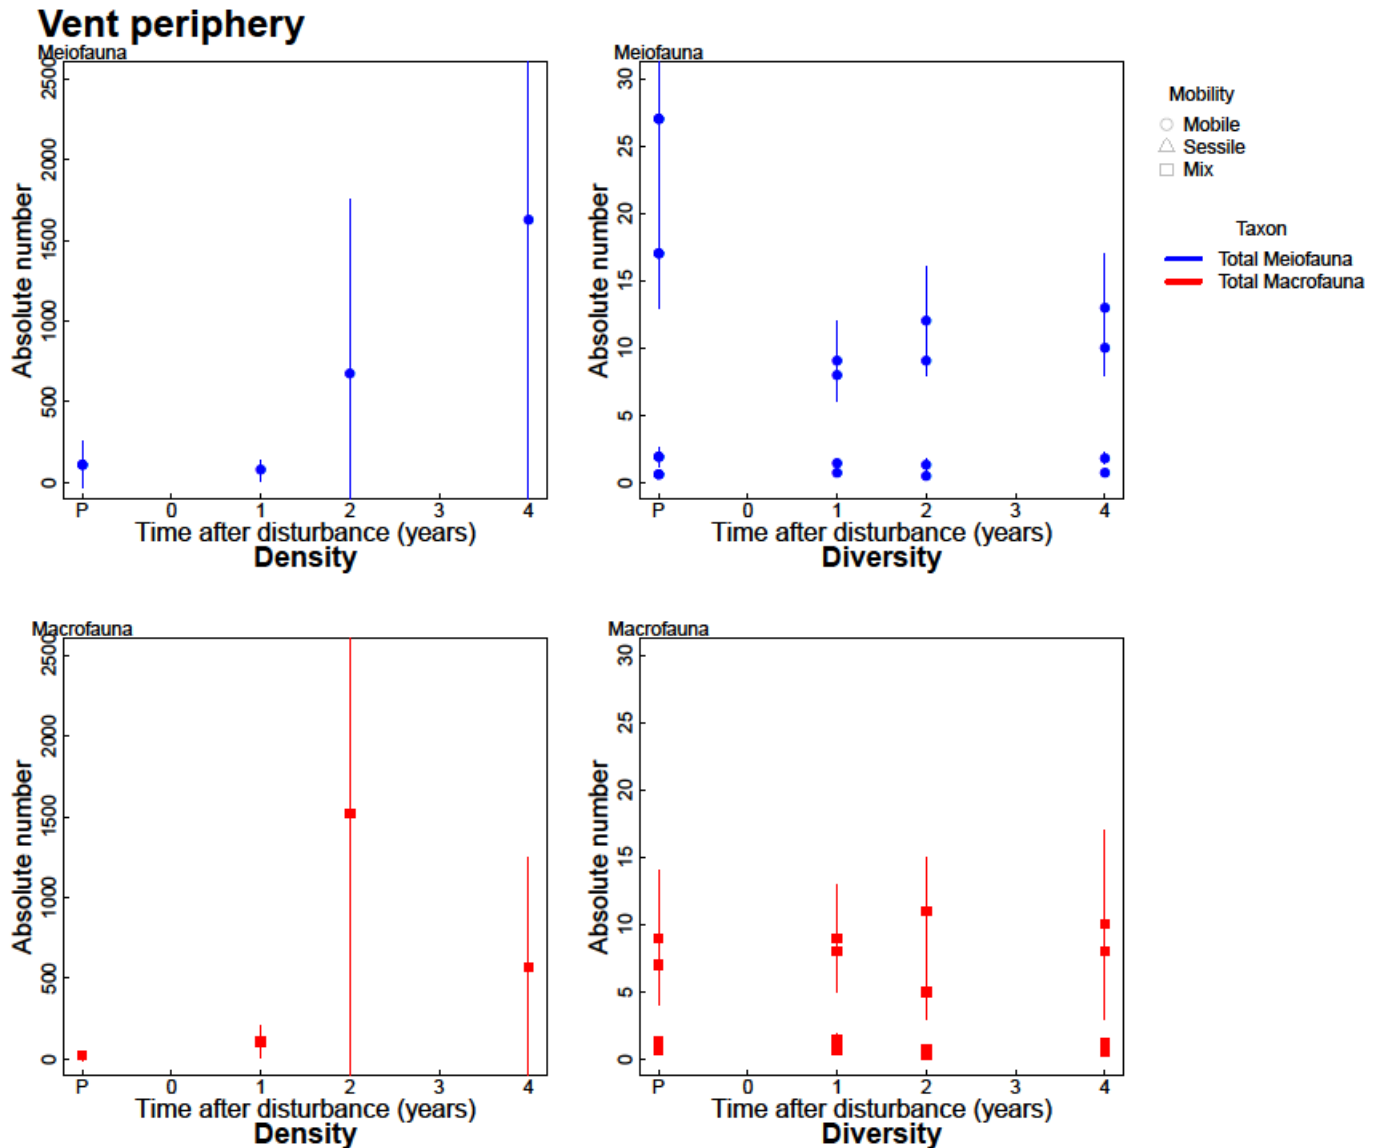 Vent periphery
Meiofauna
2500
2000
1500
1000
500
0
Absolute number
P 0 1 2 3 4
Time after disturbance (years)
Density
Meiofauna
30
25
20
15
10
5
0
Absolute number
P 0 1 2 3 4
Time after disturbance (years)
Diversity
Mobility
Mobile
Sessile
Mix
Taxon
Total Meiofauna
Total Macrofauna
Macrofauna
2500
2000
1500
1000
500
0
Absolute number
P 0 1 2 3 4
Time after disturbance (years)
Density
Macrofauna
30
25
20
15
10
5
0
Absolute number
P 0 1 2 3 4
Time after disturbance (years)
Diversity